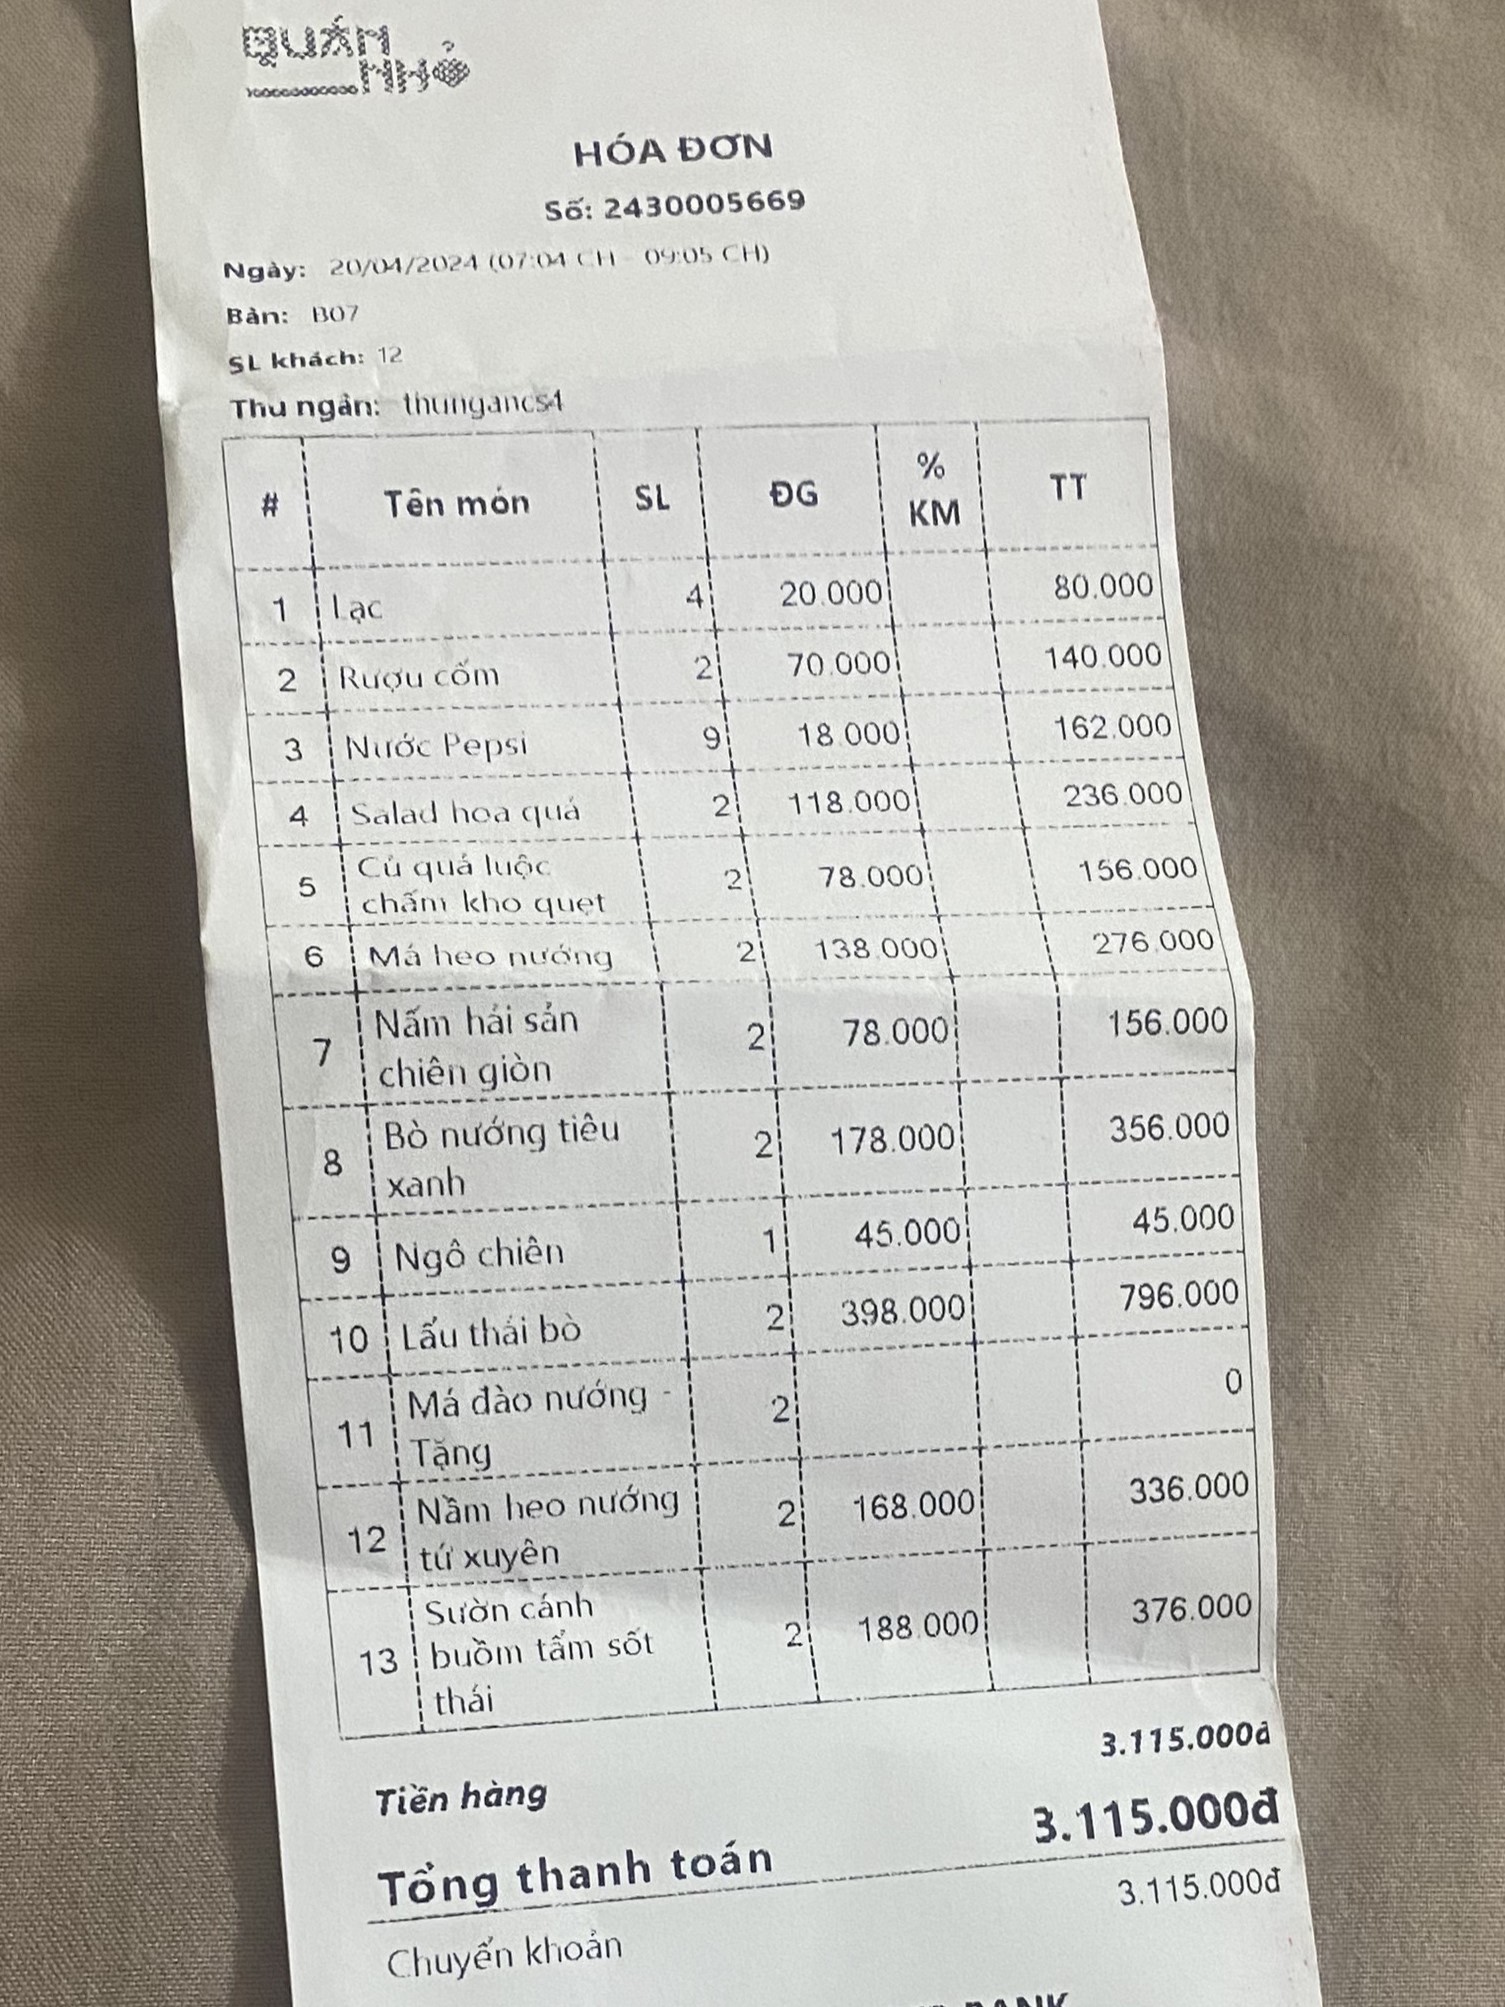 QUÁN
NHỎ
HÓA ĐƠN
Số: 2430005669
Ngày: 20/04/2024 (07:04 CH - 09:05 CH)
Bàn: B07
SL khách: 12
Thu ngân: thungancs4
# Tên món SL ĐG % KM TT
1 Lạc 4 20.000 80.000
2 Rượu cốm 2 70.000 140.000
3 Nước Pepsi 9 18.000 162.000
4 Salad hoa quả 2 118.000 236.000
5 Củ quả luộc 2 78.000 156.000
chấm kho quẹt
6 Má heo nướng 2 138.000 276.000
7 Nấm hải sản 2 78.000 156.000
chiên giòn
8 Bò nướng tiêu 2 178.000 356.000
xanh
9 Ngô chiên 1 45.000 45.000
10 Lẩu thái bò 2 398.000 796.000
11 Má đào nướng - 2 0
Tặng
12 Nầm heo nướng 2 168.000 336.000
tứ xuyên
13 Sườn cánh 2 188.000 376.000
buồm tẩm sốt
thái
Tiền hàng 3.115.000đ
Tổng thanh toán 3.115.000đ
Chuyển khoản 3.115.000đ
BANK